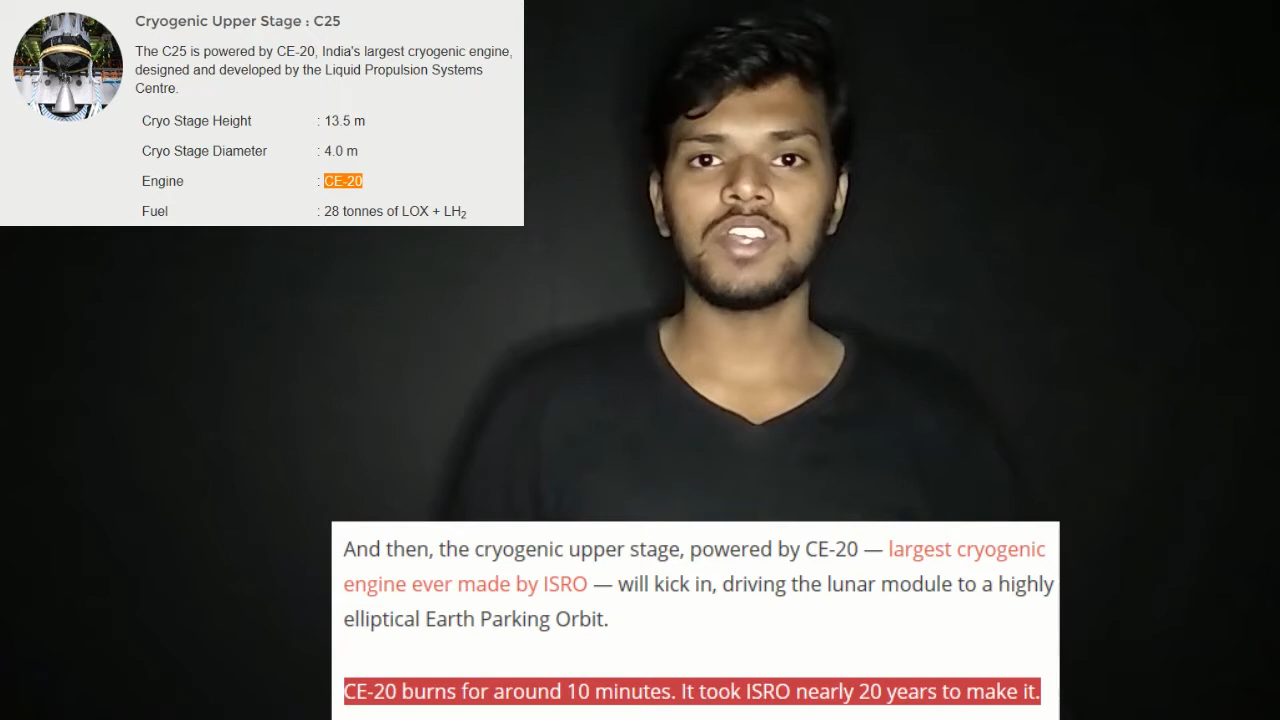 Cryogenic Upper Stage : C25
The C25 is powered by CE-20, India's largest cryogenic engine,
designed and developed by the Liquid Propulsion Systems
Centre.
Cryo Stage Height : 13.5 m
Cryo Stage Diameter : 4.0 m
Engine : CE-20
Fuel : 28 tonnes of LOX + LH₂
And then, the cryogenic upper stage, powered by CE-20 — largest cryogenic
engine ever made by ISRO — will kick in, driving the lunar module to a highly
elliptical Earth Parking Orbit.
CE-20 burns for around 10 minutes. It took ISRO nearly 20 years to make it.